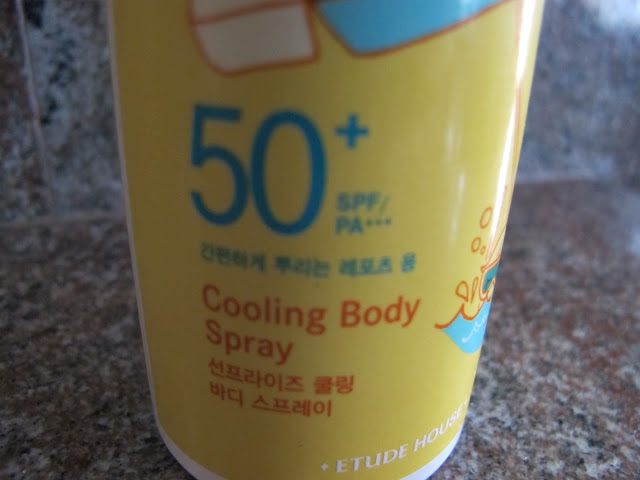 50+
SPF/
PA+++
간편하게 뿌리는 레포츠 용
Cooling Body
Spray
선프라이즈 쿨링
바디 스프레이
+ ETUDE HOUSE